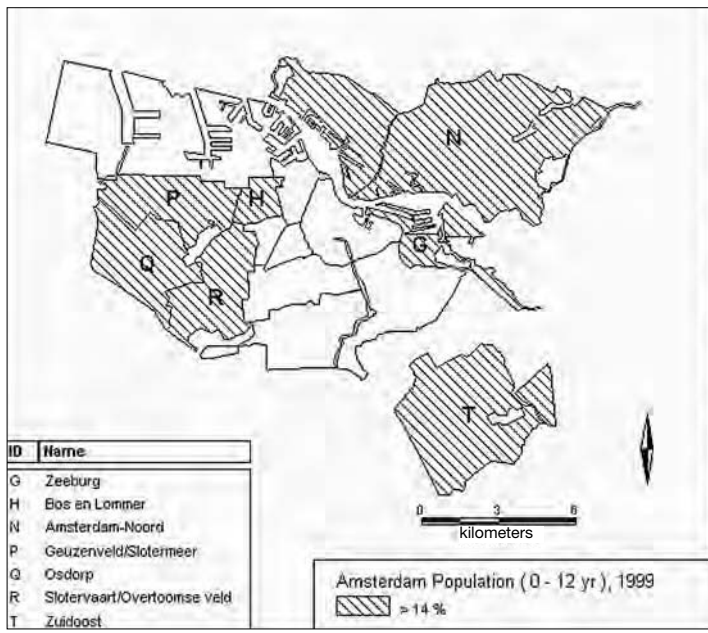 N
P
H
G
Q
R
T
ID Name
G Zeeburg
H Bos en Lommer
N Amsterdam-Noord
P Geuzenveld/Slotermeer
Q Osdorp
R Slotervaart/Overtoomse veld
T Zuidoost
0 3 6
kilometers
Amsterdam Population ( 0 - 12 yr ), 1999
> 14 %